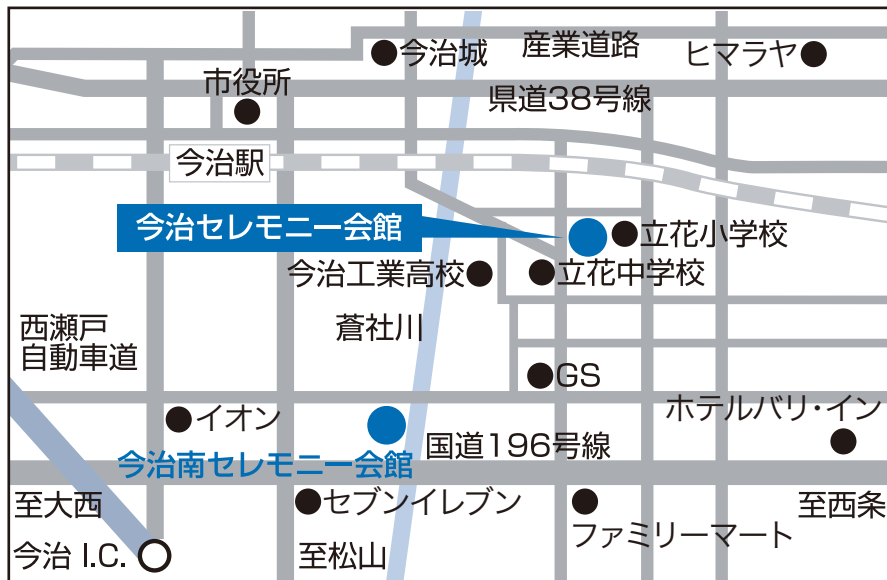 今治城
産業道路
ヒマラヤ
市役所
県道38号線
今治駅
今治セレモニー会館
立花小学校
今治工業高校
立花中学校
西瀬戸
自動車道
蒼社川
GS
イオン
ホテルバリ・イン
国道196号線
今治南セレモニー会館
至大西
セブンイレブン
至西条
ファミリーマート
今治 I.C.
至松山